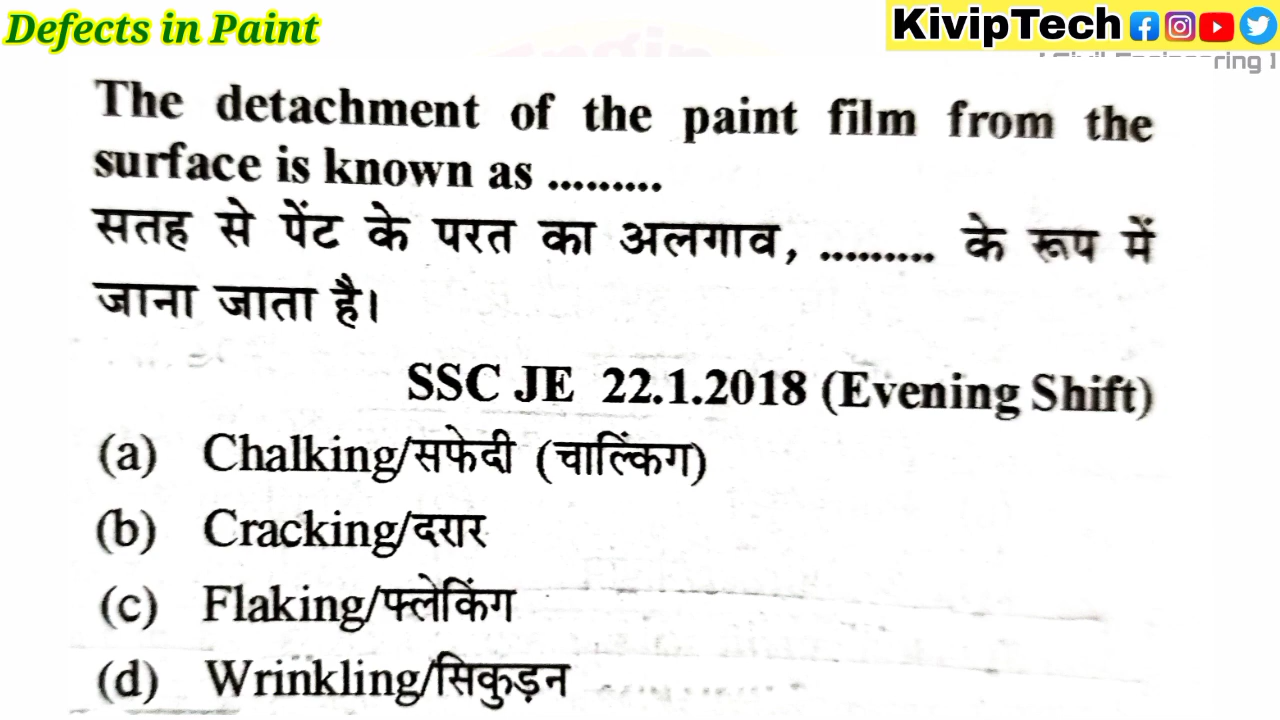 Defects in Paint
KivipTech
The detachment of the paint film from the
surface is known as .........
सतह से पेंट के परत का अलगाव, ......... के रूप में
जाना जाता है।
SSC JE 22.1.2018 (Evening Shift)
(a) Chalking/सफेदी (चाल्किंग)
(b) Cracking/दरार
(c) Flaking/फ्लेकिंग
(d) Wrinkling/सिकुड़न